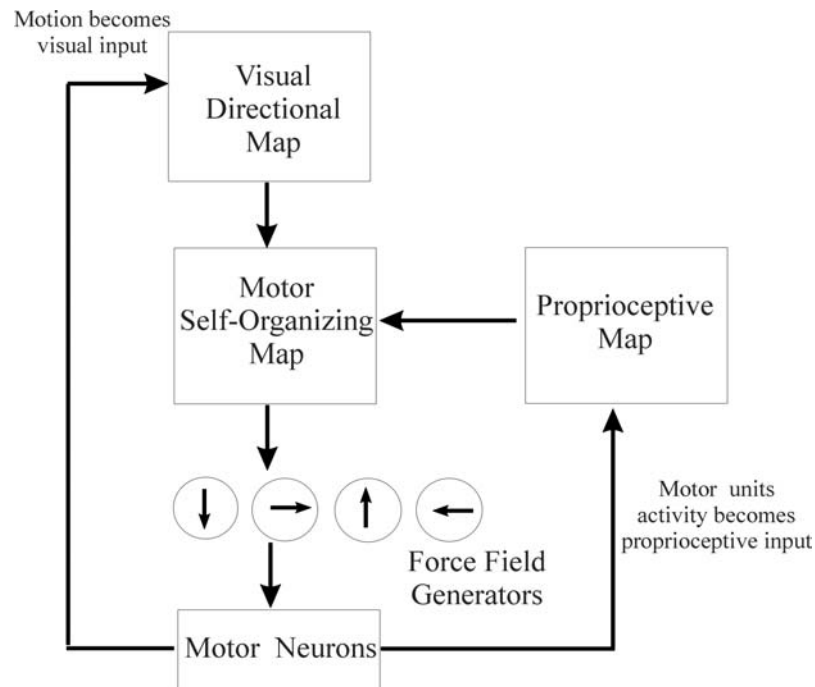 Motion becomes
visual input
Visual
Directional
Map
Motor
Self-Organizing
Map
Proprioceptive
Map
Motor units
activity becomes
proprioceptive input
Force Field
Generators
Motor Neurons